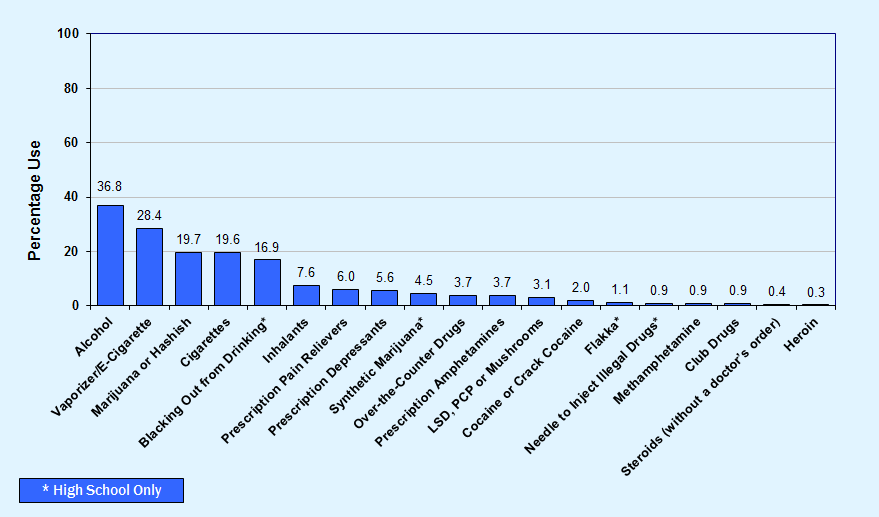 100
80
60
40
20
0
Percentage Use
36.8
28.4
19.7
19.6
16.9
7.6
6.0
5.6
4.5
3.7
3.7
3.1
2.0
1.1
0.9
0.9
0.9
0.4
0.3
Alcohol
Vaporizer/E-Cigarette
Marijuana or Hashish
Cigarettes
Blacking Out from Drinking*
Inhalants
Prescription Pain Relievers
Prescription Depressants
Synthetic Marijuana*
Over-the-Counter Drugs
Prescription Amphetamines
LSD, PCP or Mushrooms
Cocaine or Crack Cocaine
Flakka*
Needle to Inject Illegal Drugs*
Methamphetamine
Club Drugs
Steroids (without a doctor's order)
Heroin
* High School Only